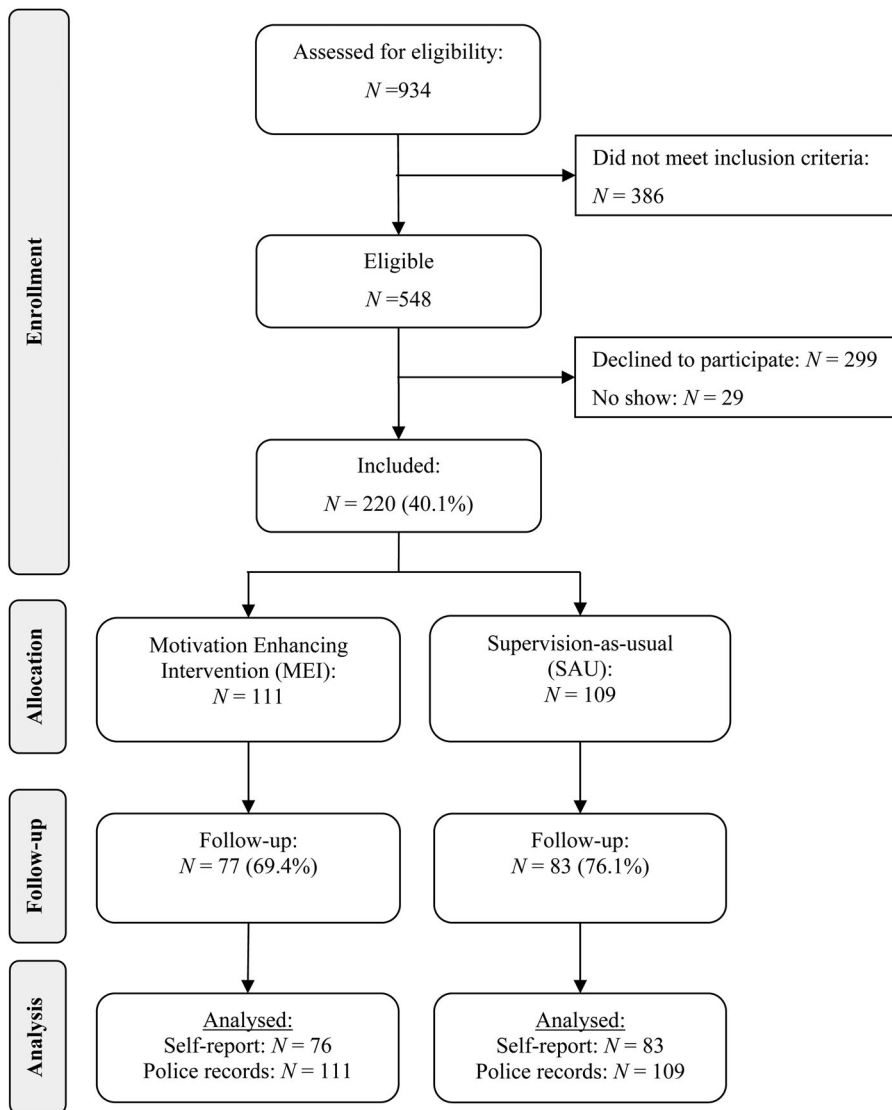 Enrollment
Assessed for eligibility:
N =934
Did not meet inclusion criteria:
N = 386
Eligible
N =548
Declined to participate: N = 299
No show: N = 29
Included:
N = 220 (40.1%)
Allocation
Motivation Enhancing
Intervention (MEI):
N = 111
Supervision-as-usual
(SAU):
N = 109
Follow-up
Follow-up:
N = 77 (69.4%)
Follow-up:
N = 83 (76.1%)
Analysis
Analysed:
Self-report: N = 76
Police records: N = 111
Analysed:
Self-report: N = 83
Police records: N = 109